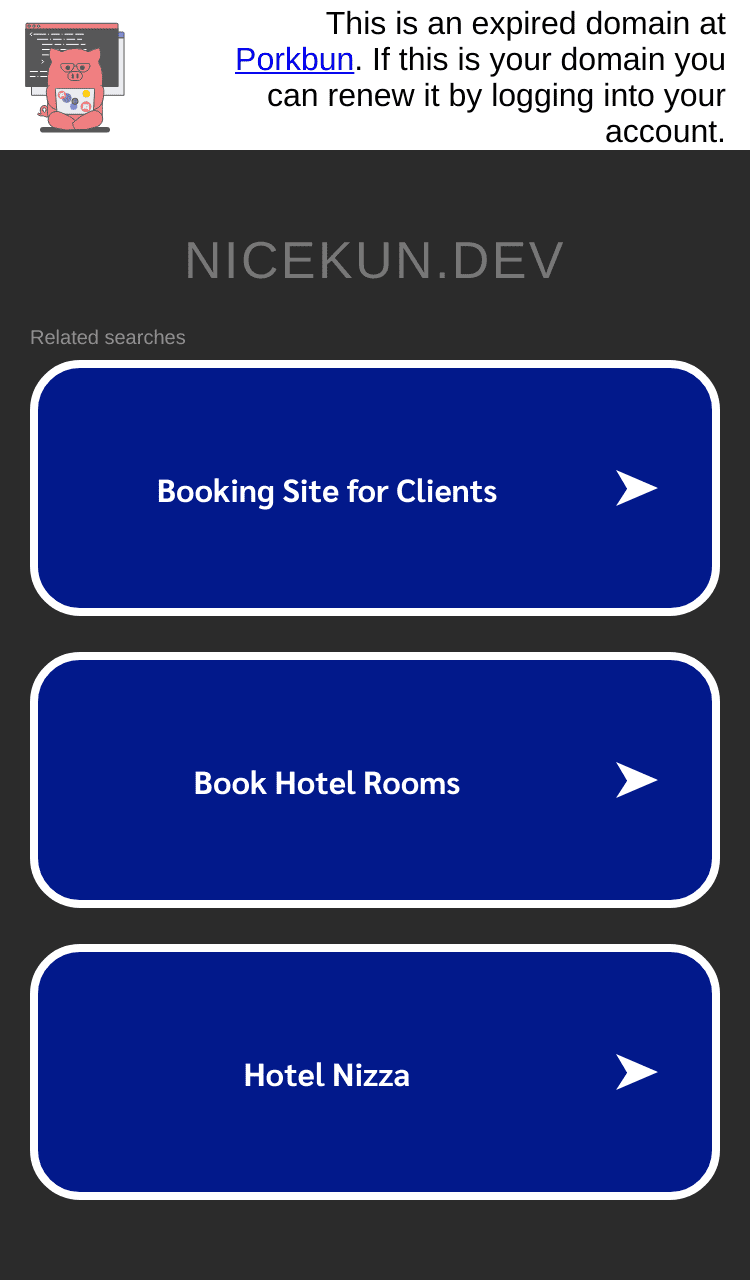 This is an expired domain at
Porkbun. If this is your domain you
can renew it by logging into your
account.
NICEKUN.DEV
Related searches
Booking Site for Clients
Book Hotel Rooms
Hotel Nizza